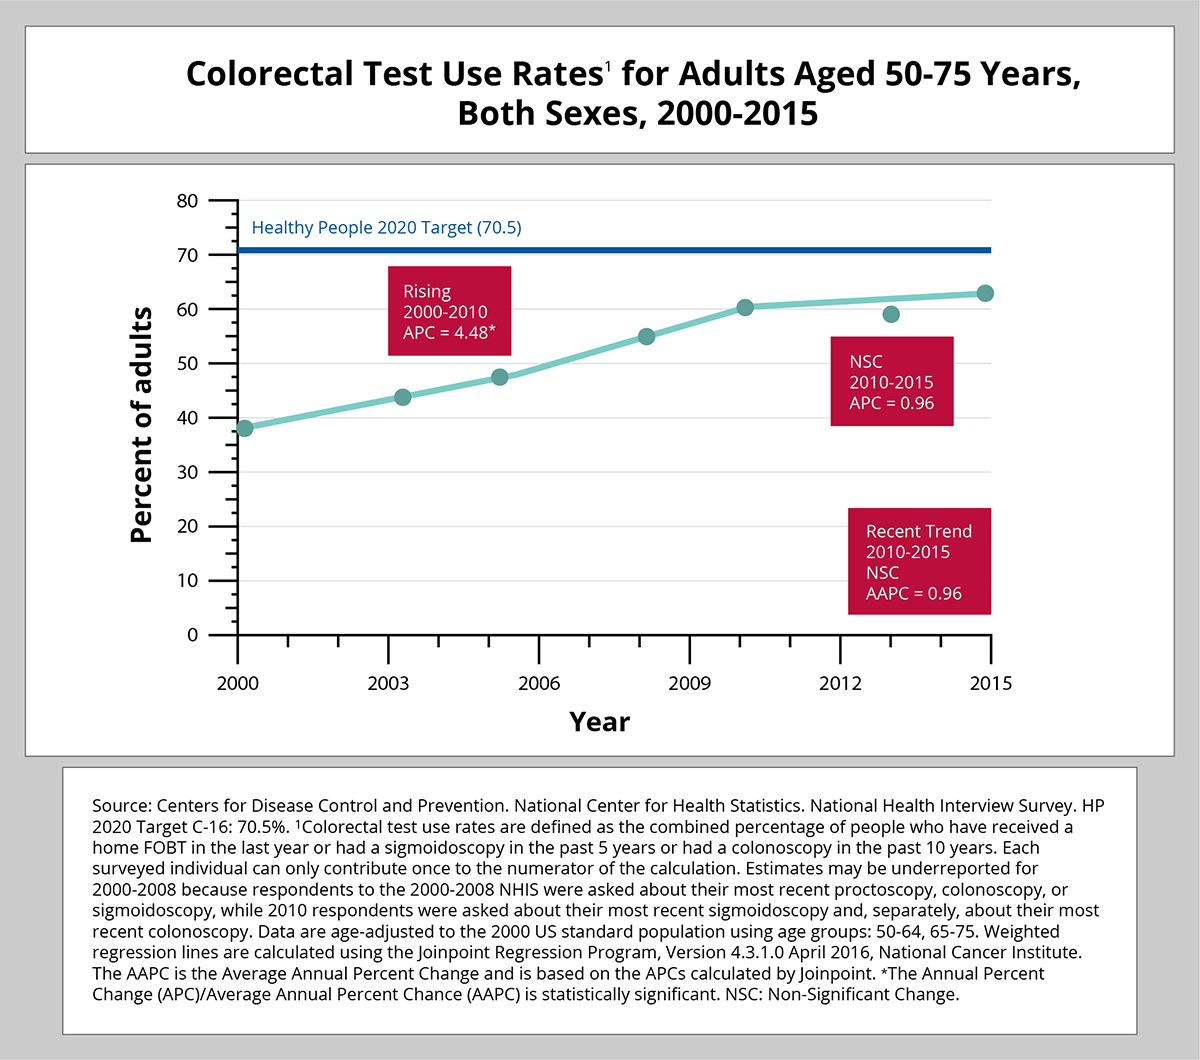 Colorectal Test Use Rates¹ for Adults Aged 50-75 Years,
Both Sexes, 2000-2015
80
Healthy People 2020 Target (70.5)
70
Rising
2000-2010
APC = 4.48*
60
NSC
2010-2015
APC = 0.96
50
40
30
20
10
0
Recent Trend
2010-2015
NSC
AAPC = 0.96
Percent of adults
2000 2003 2006 2009 2012 2015
Year
Source: Centers for Disease Control and Prevention. National Center for Health Statistics. National Health Interview Survey. HP
2020 Target C-16: 70.5%. ¹Colorectal test use rates are defined as the combined percentage of people who have received a
home FOBT in the last year or had a sigmoidoscopy in the past 5 years or had a colonoscopy in the past 10 years. Each
surveyed individual can only contribute once to the numerator of the calculation. Estimates may be underreported for
2000-2008 because respondents to the 2000-2008 NHIS were asked about their most recent proctoscopy, colonoscopy, or
sigmoidoscopy, while 2010 respondents were asked about their most recent sigmoidoscopy and, separately, about their most
recent colonoscopy. Data are age-adjusted to the 2000 US standard population using age groups: 50-64, 65-75. Weighted
regression lines are calculated using the Joinpoint Regression Program, Version 4.3.1.0 April 2016, National Cancer Institute.
The AAPC is the Average Annual Percent Change and is based on the APCs calculated by Joinpoint. *The Annual Percent
Change (APC)/Average Annual Percent Chance (AAPC) is statistically significant. NSC: Non-Significant Change.